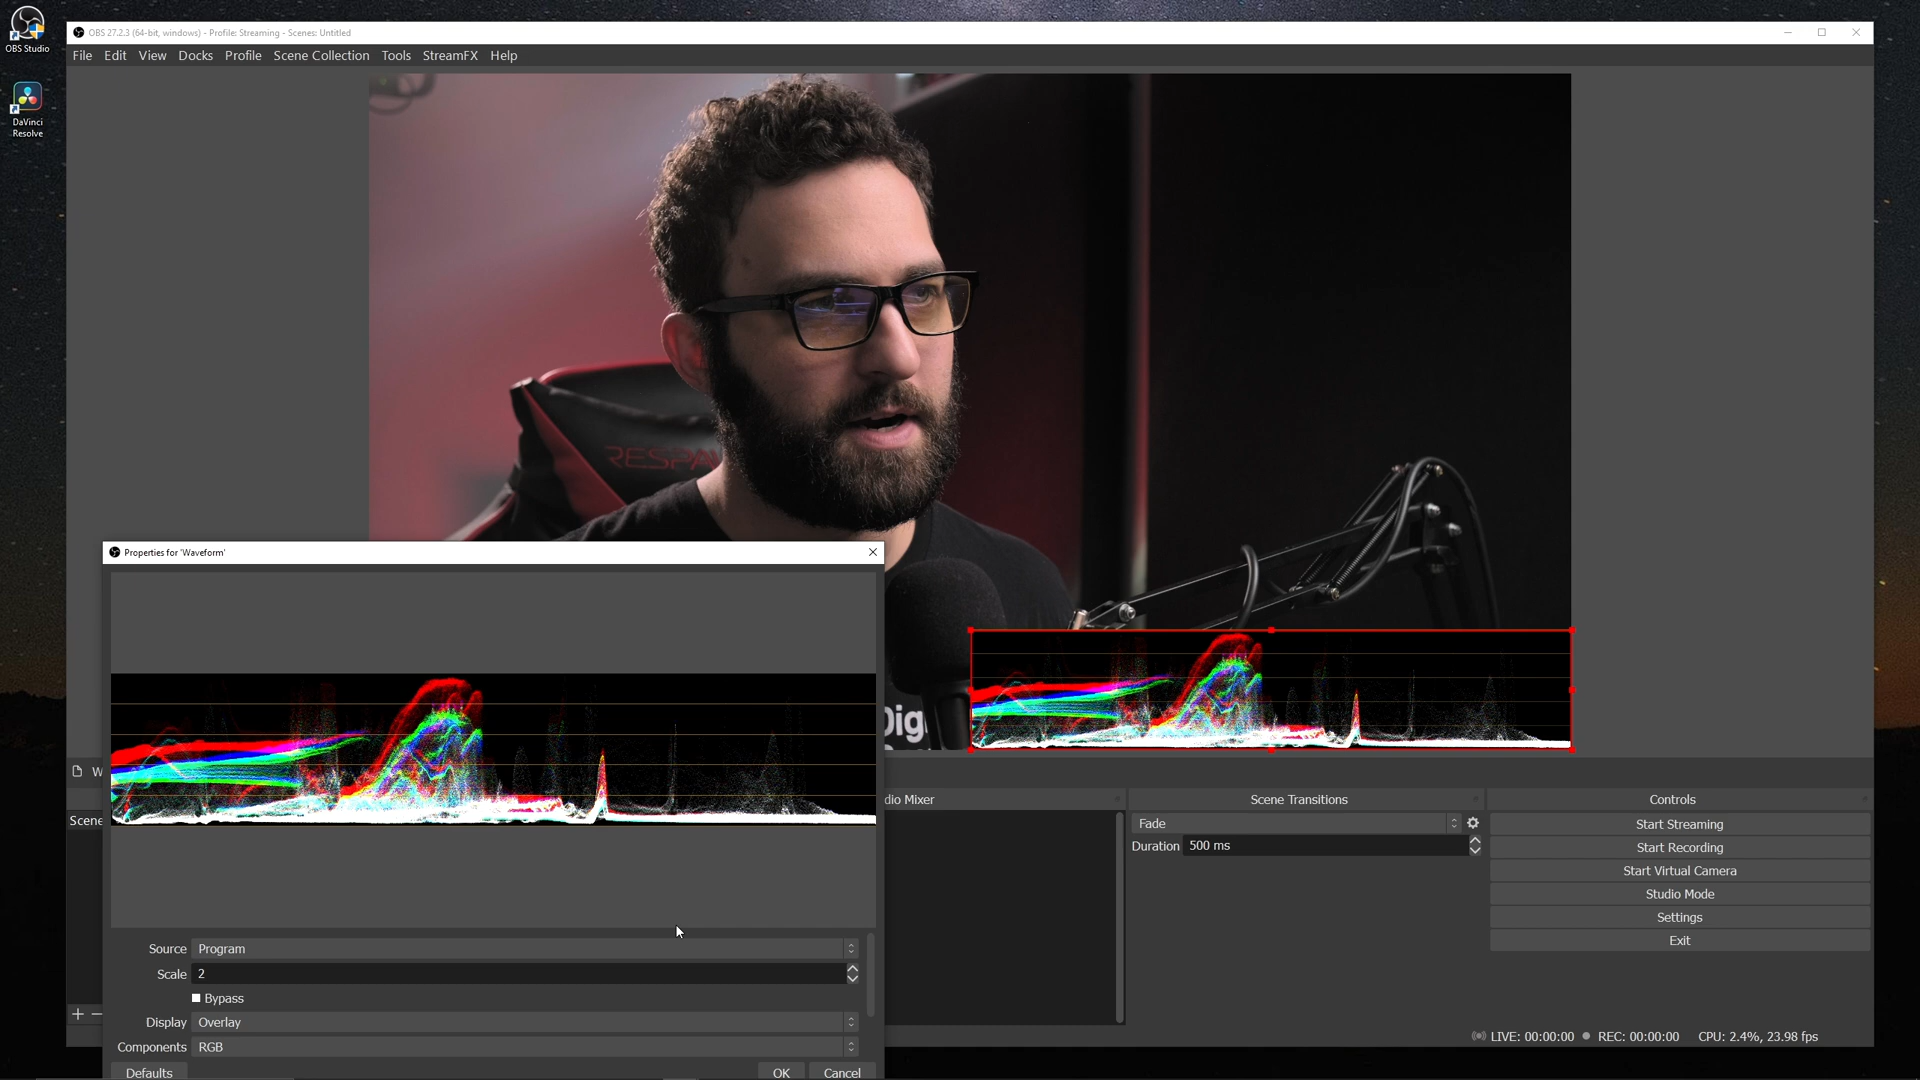 OBS Studio
DaVinci
Resolve
OBS 27.2.3 (64-bit, windows) - Profile: Streaming - Scenes: Untitled
File Edit View Docks Profile Scene Collection Tools StreamFX Help
RESPAW
Properties for 'Waveform'
Dig
W
Scene
dio Mixer
Scene Transitions
Controls
Fade
Duration 500 ms
Start Streaming
Start Recording
Start Virtual Camera
Studio Mode
Settings
Exit
Source Program
Scale 2
Bypass
Display Overlay
Components RGB
Defaults OK Cancel
LIVE: 00:00:00 REC: 00:00:00 CPU: 2.4%, 23.98 fps